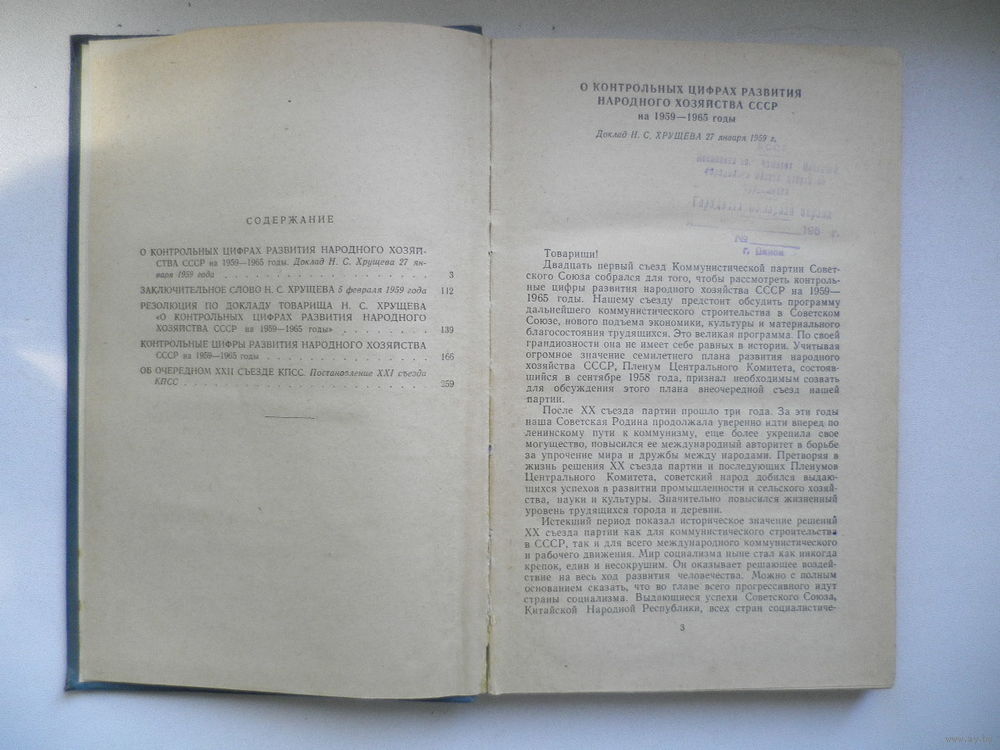 СОДЕРЖАНИЕ
О КОНТРОЛЬНЫХ ЦИФРАХ РАЗВИТИЯ НАРОДНОГО ХОЗЯЙ-
СТВА СССР на 1959—1965 годы. Доклад Н. С. Хрущева 27 ян-
варя 1959 года . . . . . . . . . . . . . . . . . . 3
ЗАКЛЮЧИТЕЛЬНОЕ СЛОВО Н. С. ХРУЩЕВА 5 февраля 1959 года 112
РЕЗОЛЮЦИЯ ПО ДОКЛАДУ ТОВАРИЩА Н. С. ХРУЩЕВА
«О КОНТРОЛЬНЫХ ЦИФРАХ РАЗВИТИЯ НАРОДНОГО
ХОЗЯЙСТВА СССР на 1959—1965 годы» . . . . . . . . 139
КОНТРОЛЬНЫЕ ЦИФРЫ РАЗВИТИЯ НАРОДНОГО ХОЗЯЙСТВА
СССР на 1959—1965 годы . . . . . . . . . . . . . . 166
ОБ ОЧЕРЕДНОМ XXII СЪЕЗДЕ КПСС. Постановление XXI съезда
КПСС . . . . . . . . . . . . . . . . . . . . . . 259
О КОНТРОЛЬНЫХ ЦИФРАХ РАЗВИТИЯ
НАРОДНОГО ХОЗЯЙСТВА СССР
на 1959—1965 годы
Доклад Н. С. ХРУЩЕВА 27 января 1959 г.
Товарищи!
Двадцать первый съезд Коммунистической партии Совет-
ского Союза собрался для того, чтобы рассмотреть контроль-
ные цифры развития народного хозяйства СССР на 1959—
1965 годы. Нашему съезду предстоит обсудить программу
дальнейшего коммунистического строительства в Советском
Союзе, нового подъема экономики, культуры и материального
благосостояния трудящихся. Это великая программа. По своей
грандиозности она не имеет себе равных в истории. Учитывая
огромное значение семилетнего плана развития народного
хозяйства СССР, Пленум Центрального Комитета, состояв-
шийся в сентябре 1958 года, признал необходимым созвать
для обсуждения этого плана внеочередной съезд нашей
партии.
После XX съезда партии прошло три года. За эти годы
наша Советская Родина продолжала уверенно идти вперед по
ленинскому пути к коммунизму, еще более укрепила свое
могущество, повысился ее международный авторитет в борьбе
за упрочение мира и дружбы между народами. Претворяя в
жизнь решения XX съезда партии и последующих Пленумов
Центрального Комитета, советский народ добился выдаю-
щихся успехов в развитии промышленности и сельского хозяй-
ства, науки и культуры. Значительно повысился жизненный
уровень трудящихся города и деревни.
Истекший период показал историческое значение решений
XX съезда партии как для коммунистического строительства
в СССР, так и для всего международного коммунистического
и рабочего движения. Мир социализма ныне стал как никогда
крепок, един и несокрушим. Он оказывает решающее воздей-
ствие на весь ход развития человечества. Можно с полным
основанием сказать, что во главе всего прогрессивного идут
страны социализма. Выдающиеся успехи Советского Союза,
Китайской Народной Республики, всех стран социалистиче-
3
www.ay.by